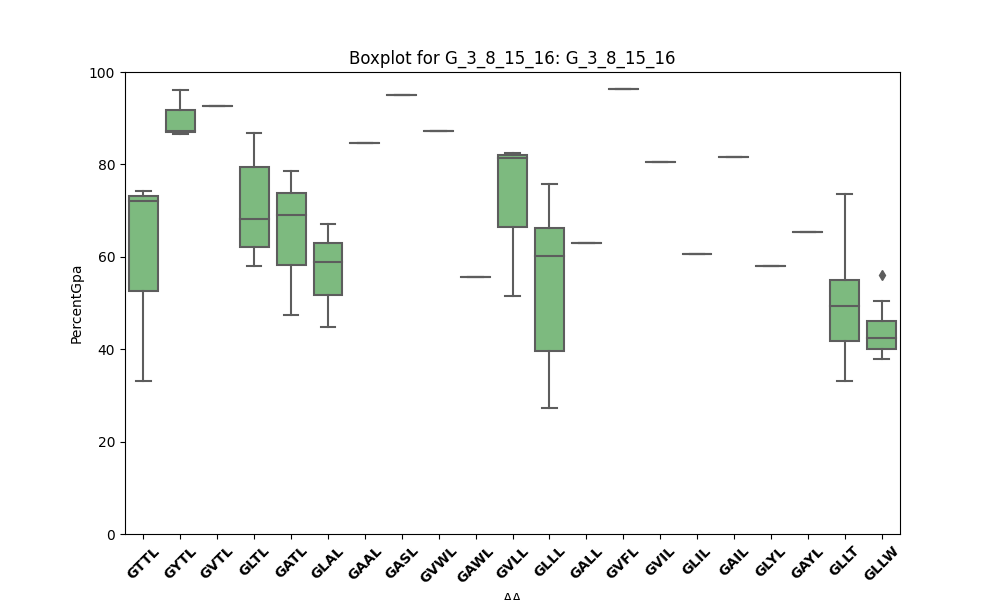 Boxplot for G_3_8_15_16: G_3_8_15_16
100
80
60
40
20
0
PercentGpa
GTTL GYTL GVTL GLTL GATL GLAL GAAL GASL GVWL GAWL GVLL GLLL GALL GVFL GVIL GLIL GAIL GLYL GAYL GLLT GLLW
AA